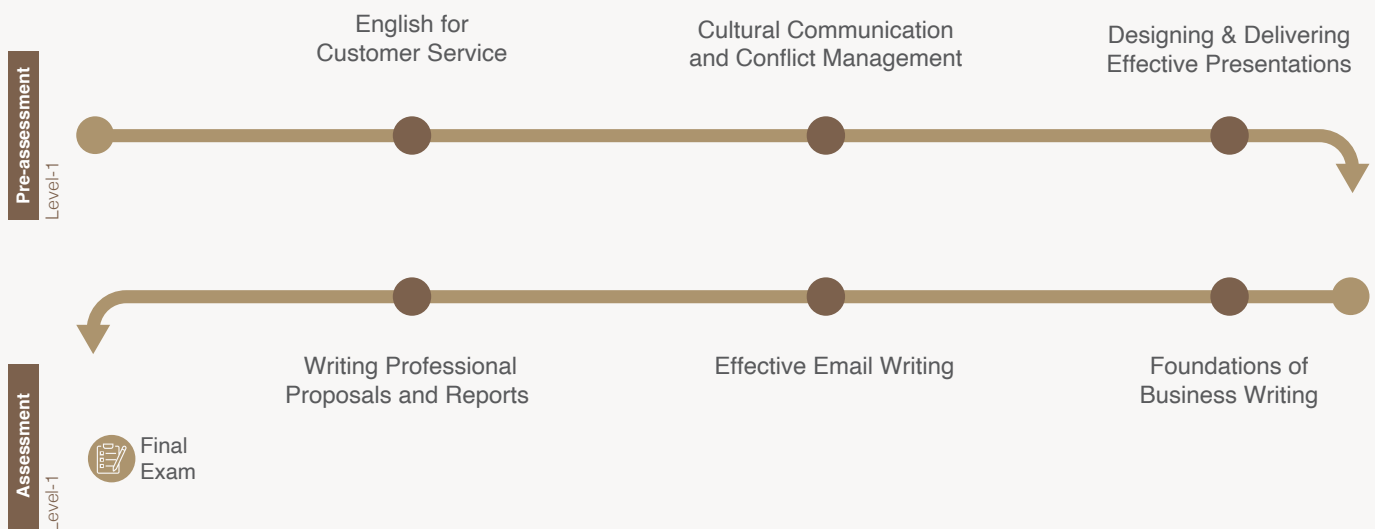 Pre-assessment
Level-1
English for
Customer Service
Cultural Communication
and Conflict Management
Designing & Delivering
Effective Presentations
Foundations of
Business Writing
Effective Email Writing
Writing Professional
Proposals and Reports
Assessment
Level-1
Final
Exam